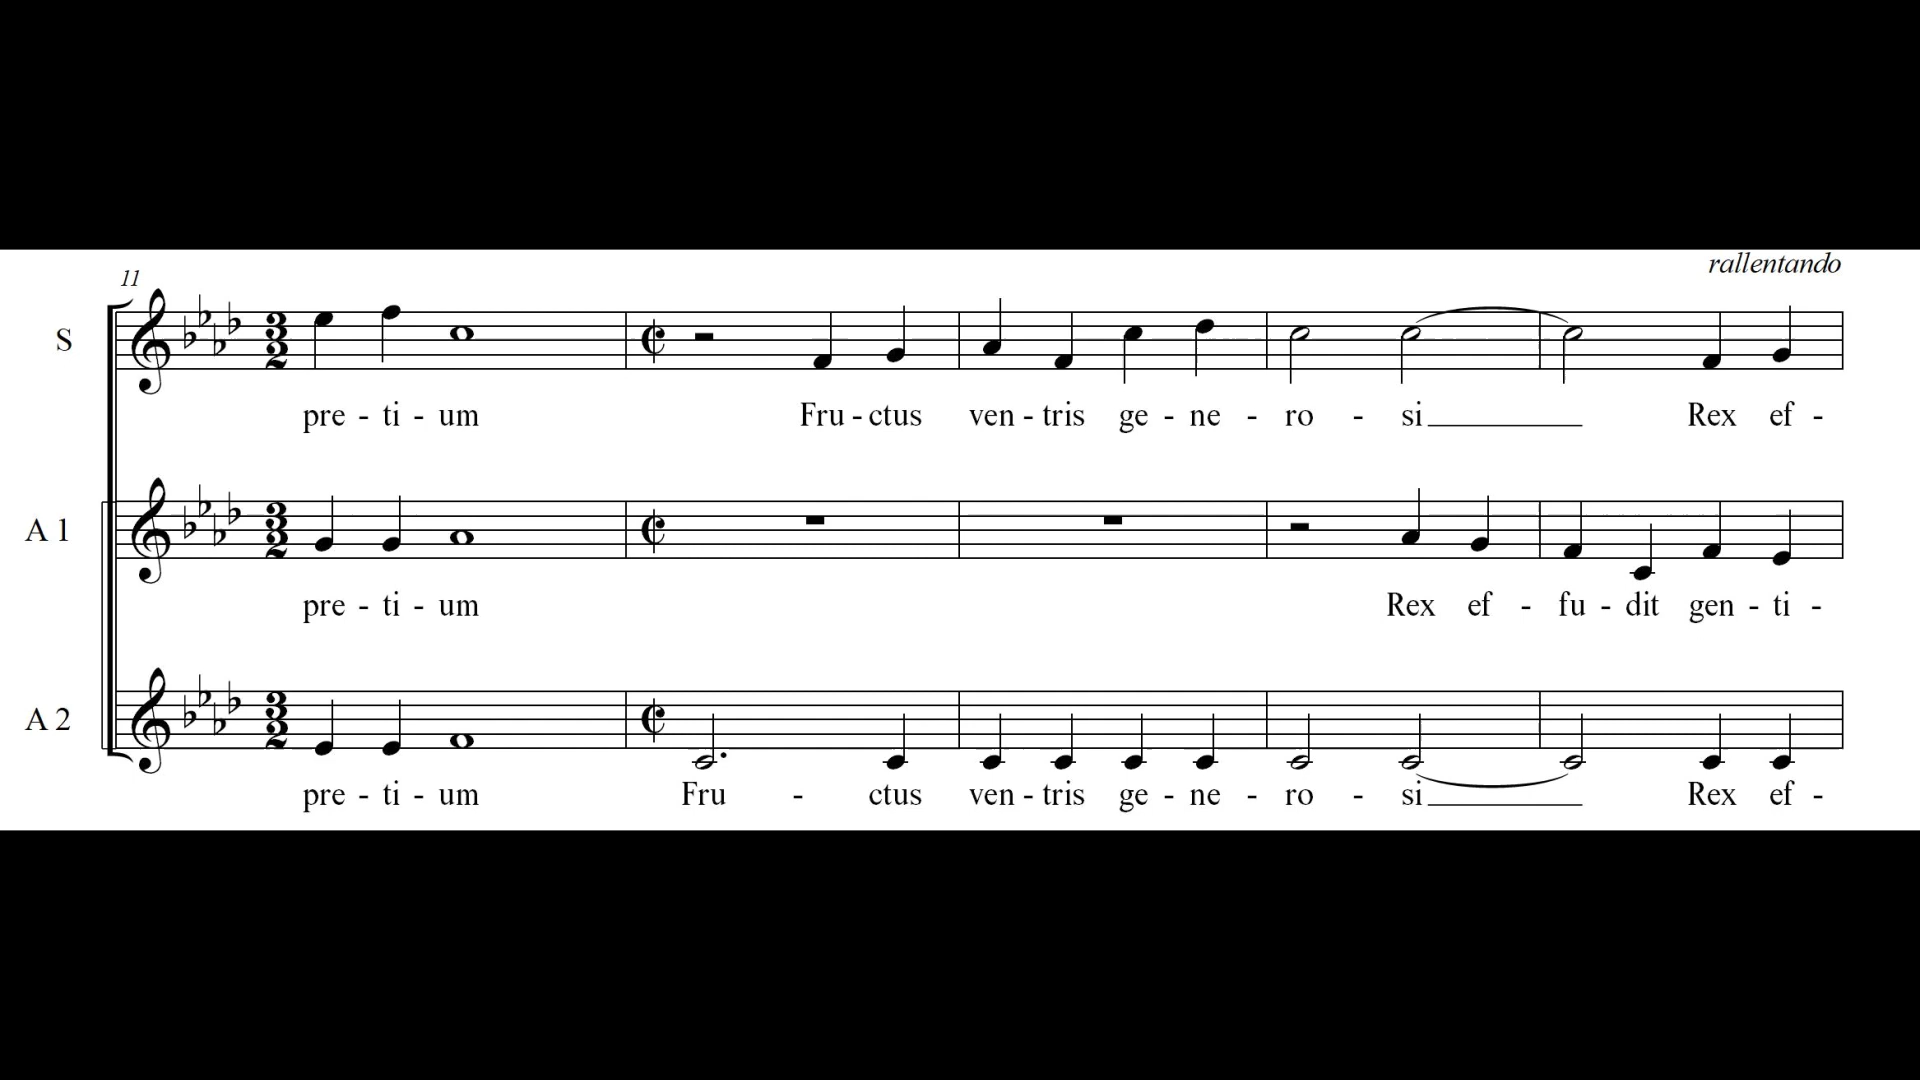 rallentando
11
S
pre - ti - um Fru - ctus ven - tris ge - ne - ro - si Rex ef -
A 1
pre - ti - um Rex ef - fu - dit gen - ti -
A 2
pre - ti - um Fru - ctus ven - tris ge - ne - ro - si Rex ef -